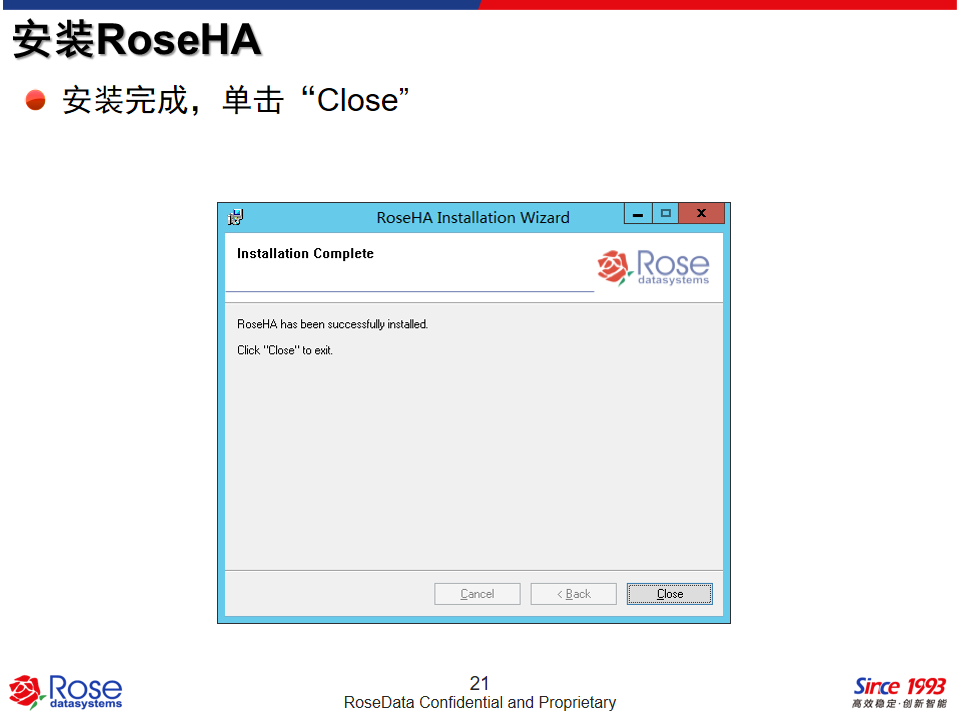 安装RoseHA
安装完成，单击“Close”
RoseHA Installation Wizard
Installation Complete
Rose
datasystems
RoseHA has been successfully installed.
Click "Close" to exit.
Cancel
< Back
Close
Rose
datasystems
21
RoseData Confidential and Proprietary
Since 1993
高效稳定·创新智能